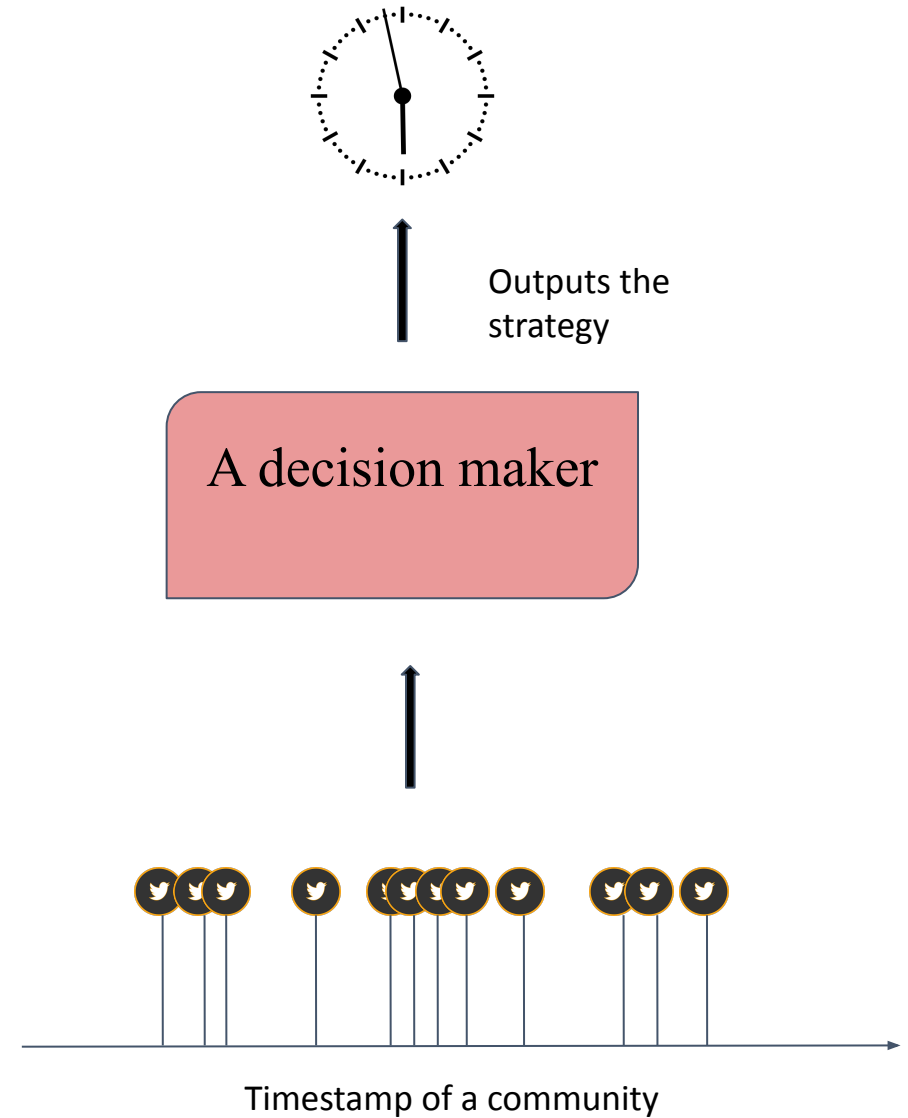 Outputs the
strategy
A decision maker
Timestamp of a community